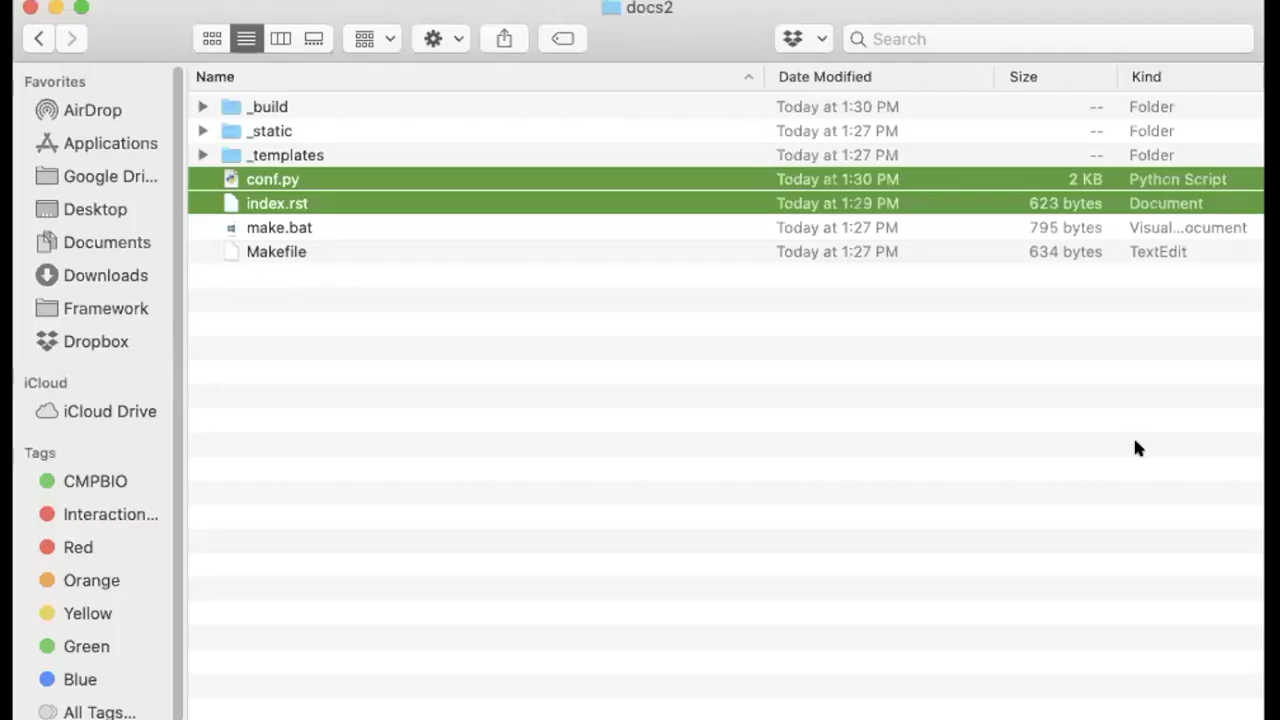 docs2
Search
Favorites
AirDrop
Applications
Google Dri...
Desktop
Documents
Downloads
Framework
Dropbox
iCloud
iCloud Drive
Tags
CMPBIO
Interaction...
Red
Orange
Yellow
Green
Blue
All Tags...
Name Date Modified Size Kind
_build Today at 1:30 PM -- Folder
_static Today at 1:27 PM -- Folder
_templates Today at 1:27 PM -- Folder
conf.py Today at 1:30 PM 2 KB Python Script
index.rst Today at 1:29 PM 623 bytes Document
make.bat Today at 1:27 PM 795 bytes Visual...ocument
Makefile Today at 1:27 PM 634 bytes TextEdit